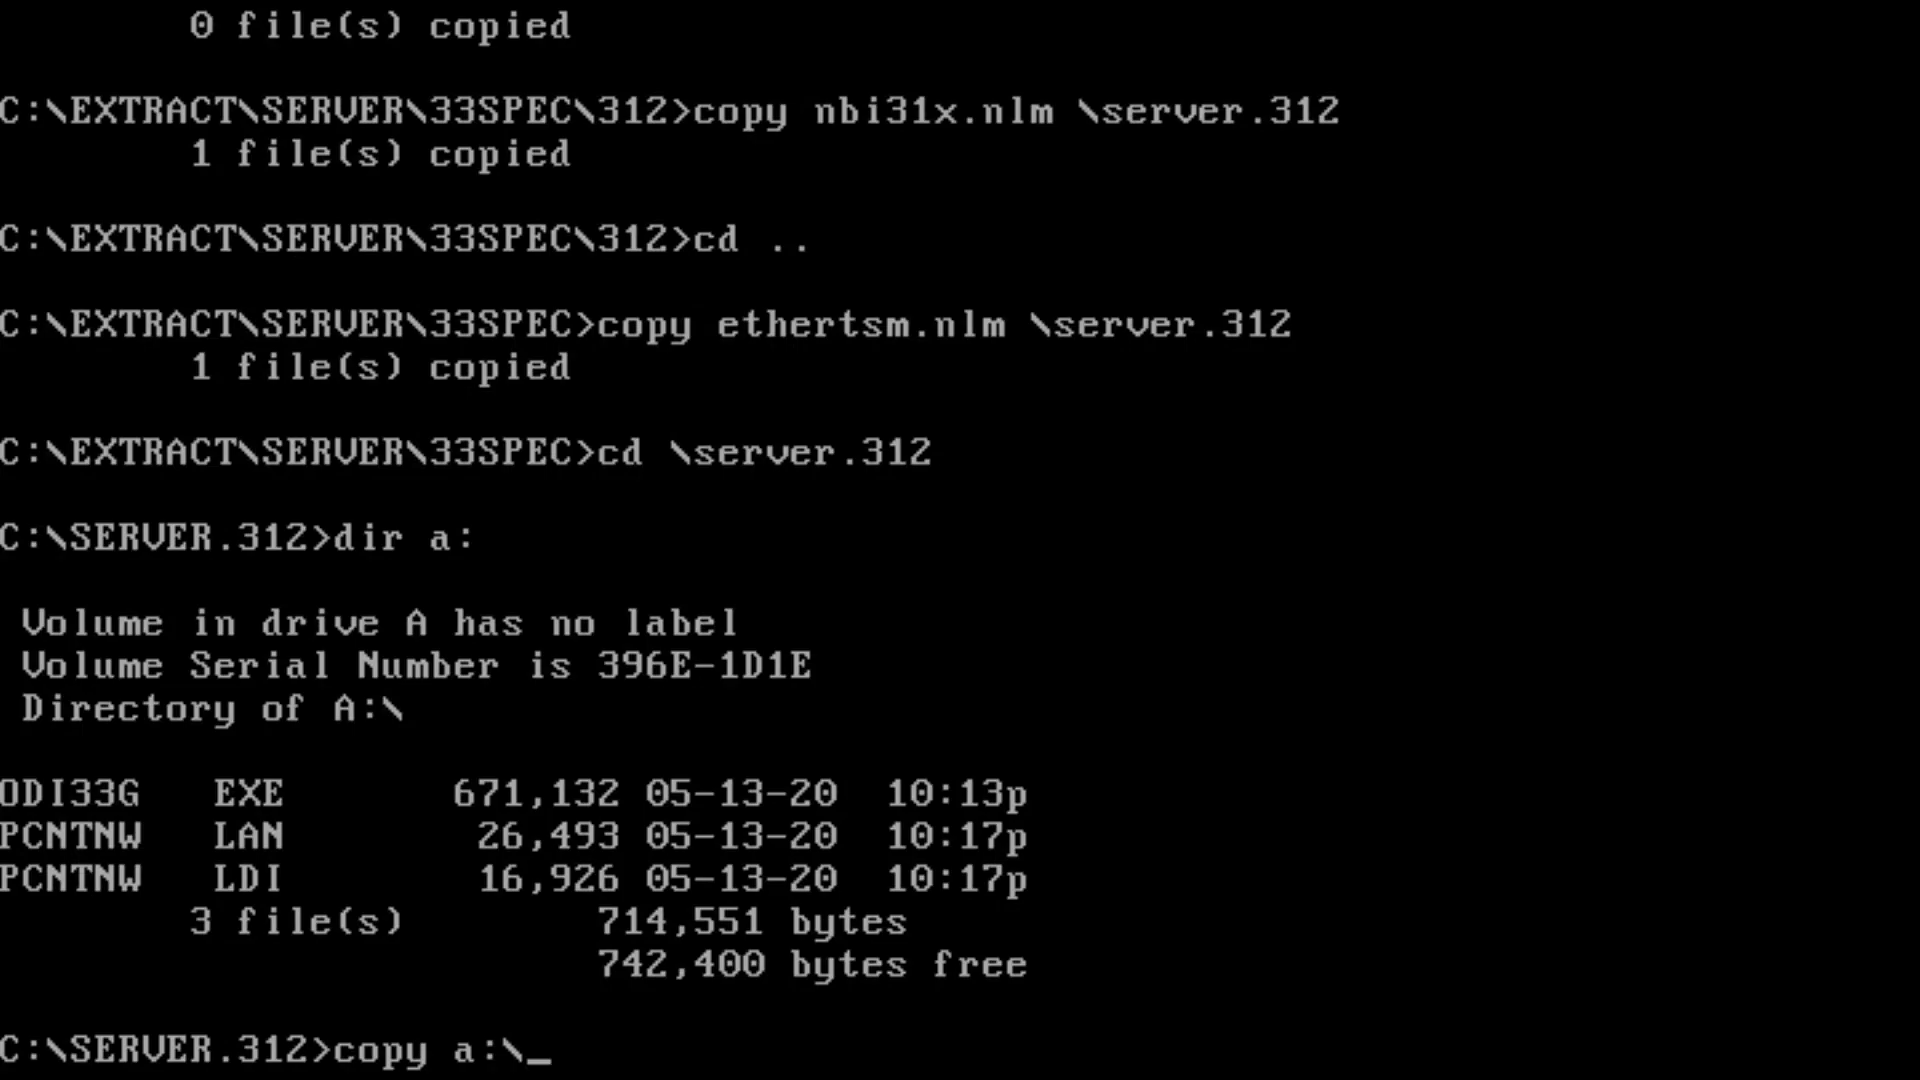 0 file(s) copied
C:\EXTRACT\SERVER\33SPEC\312>copy nbi31x.nlm \server.312
1 file(s) copied
C:\EXTRACT\SERVER\33SPEC\312>cd ..
C:\EXTRACT\SERVER\33SPEC>copy ethertsm.nlm \server.312
1 file(s) copied
C:\EXTRACT\SERVER\33SPEC>cd \server.312
C:\SERVER.312>dir a:
Volume in drive A has no label
Volume Serial Number is 396E-1D1E
Directory of A:\
ODI33G EXE 671,132 05-13-20 10:13p
PCNTNW LAN 26,493 05-13-20 10:17p
PCNTNW LDI 16,926 05-13-20 10:17p
3 file(s) 714,551 bytes
742,400 bytes free
C:\SERVER.312>copy a:\_